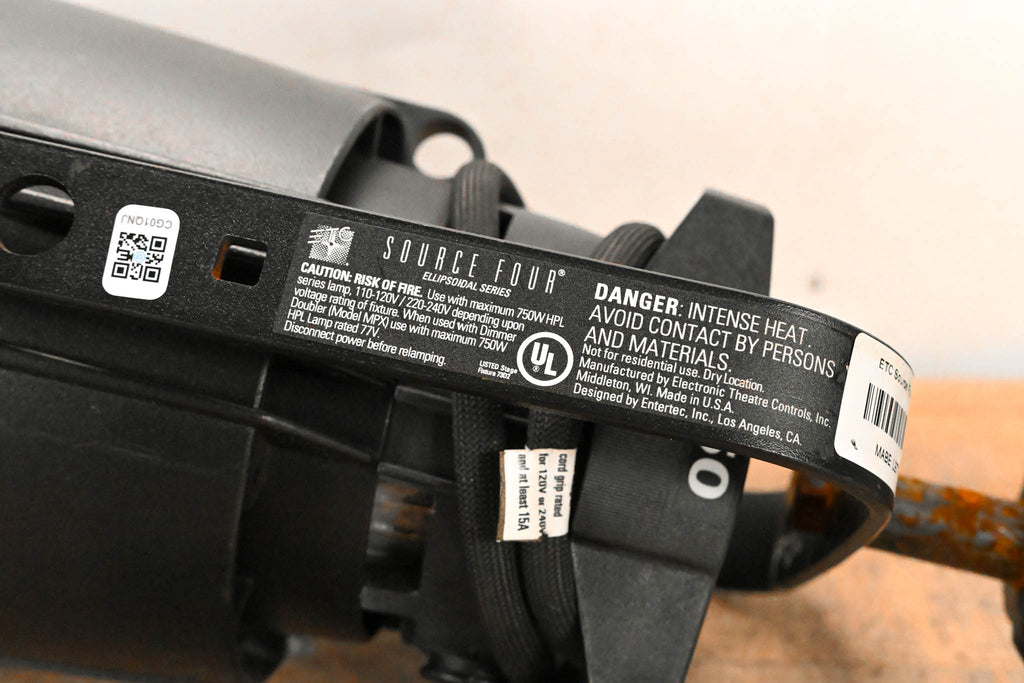 CG01QNJ
ETC
SOURCE FOUR®
ELLIPSOIDAL SERIES
CAUTION: RISK OF FIRE. Use with maximum 750W HPL
series lamp, 110-120V / 220-240V depending upon
voltage rating of fixture. When used with Dimmer
Doubler (Model MPX) use with maximum 750W
HPL Lamp rated 77V.
Disconnect power before relamping.
LISTED Stage
Fixture 73D2
UL
®
DANGER: INTENSE HEAT.
AVOID CONTACT BY PERSONS
AND MATERIALS.
Not for residential use. Dry Location.
Manufactured by Electronic Theatre Controls, Inc.
Middleton, WI. Made in U.S.A.
Designed by Entertec, Inc., Los Angeles, CA.
ETC
cord grip rated
for 120V or 240V
and at least 15A